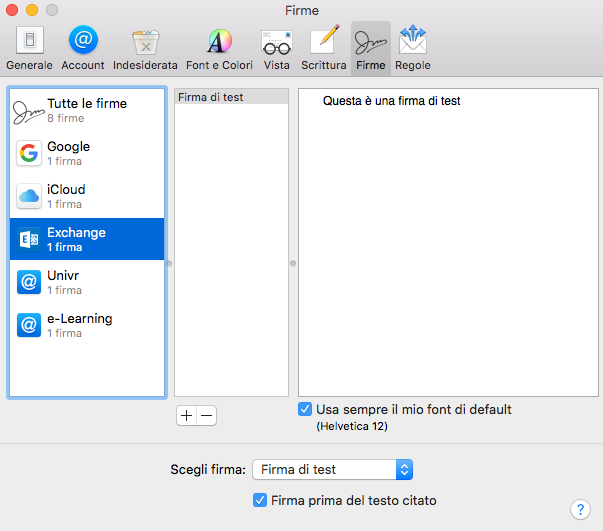 Firme
Generale
Account
Indesiderata
Font e Colori
Vista
Scrittura
Firme
Regole
Tutte le firme
8 firme
Google
1 firma
iCloud
1 firma
Exchange
1 firma
Univr
1 firma
e-Learning
1 firma
Firma di test
Questa è una firma di test
Usa sempre il mio font di default
(Helvetica 12)
Scegli firma: Firma di test
Firma prima del testo citato
?